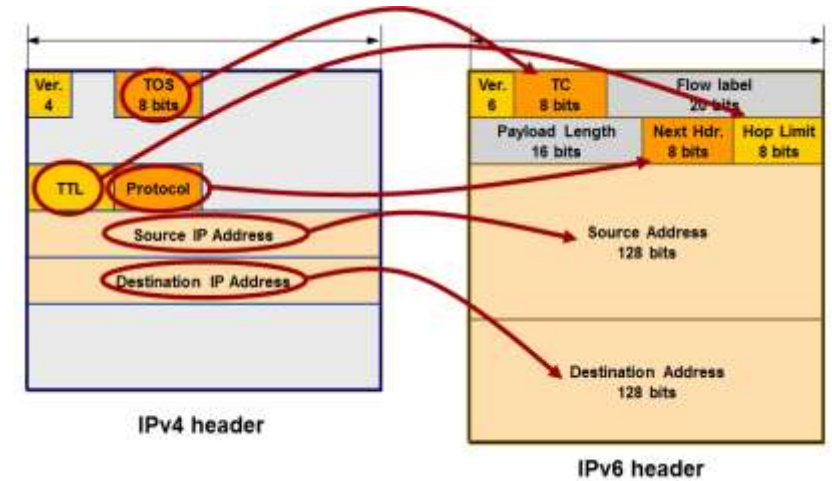 Ver.
4
TOS
8 bits
TTL
Protocol
Source IP Address
Destination IP Address
IPv4 header
Ver.
6
TC
8 bits
Flow label
20 bits
Payload Length
16 bits
Next Hdr.
8 bits
Hop Limit
8 bits
Source Address
128 bits
Destination Address
128 bits
IPv6 header